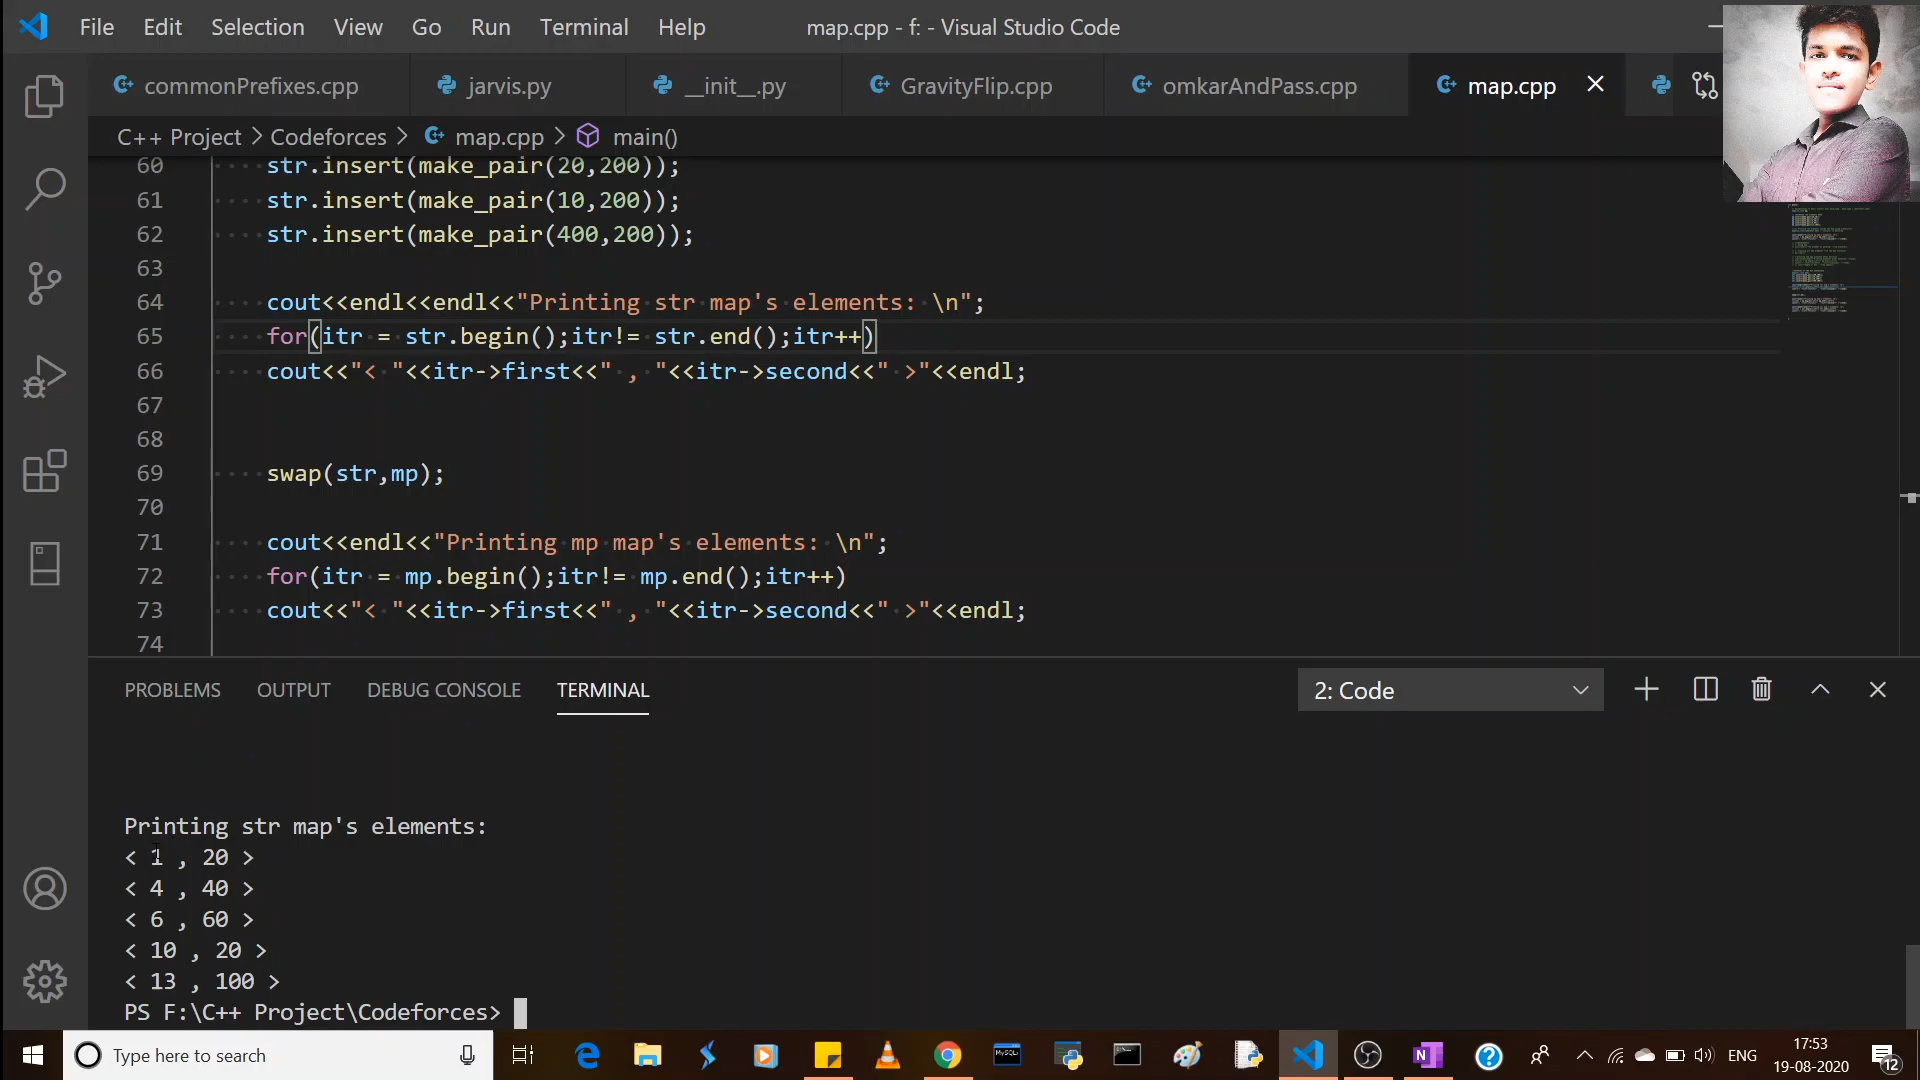 File Edit Selection View Go Run Terminal Help
map.cpp - f: - Visual Studio Code
commonPrefixes.cpp jarvis.py __init__.py GravityFlip.cpp omkarAndPass.cpp map.cpp
C++ Project > Codeforces > map.cpp > main()
60 str.insert(make_pair(20,200));
61 str.insert(make_pair(10,200));
62 str.insert(make_pair(400,200));
63
64 cout<<endl<<endl<<"Printing str map's elements: \n";
65 for(itr = str.begin();itr!= str.end();itr++)
66 cout<<"< "<<itr->first<<" , "<<itr->second<<" >"<<endl;
67
68
69 swap(str,mp);
70
71 cout<<endl<<"Printing mp map's elements: \n";
72 for(itr = mp.begin();itr!= mp.end();itr++)
73 cout<<"< "<<itr->first<<" , "<<itr->second<<" >"<<endl;
74
PROBLEMS OUTPUT DEBUG CONSOLE TERMINAL 2: Code
Printing str map's elements:
< 1 , 20 >
< 4 , 40 >
< 6 , 60 >
< 10 , 20 >
< 13 , 100 >
PS F:\C++ Project\Codeforces>
Type here to search
MySQL
N
ENG
17:53
19-08-2020
12